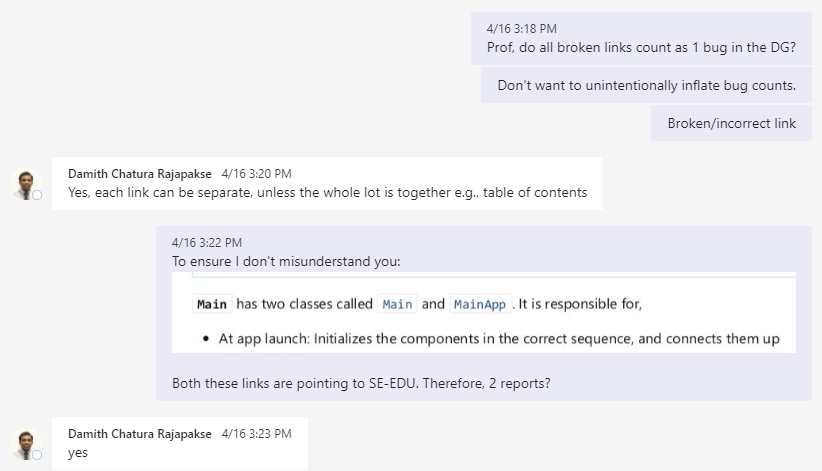 4/16 3:18 PM
Prof, do all broken links count as 1 bug in the DG?
Don't want to unintentionally inflate bug counts.
Broken/incorrect link
Damith Chatura Rajapakse 4/16 3:20 PM
Yes, each link can be separate, unless the whole lot is together e.g., table of contents
4/16 3:22 PM
To ensure I don't misunderstand you:
Main has two classes called Main and MainApp. It is responsible for,
• At app launch: Initializes the components in the correct sequence, and connects them up
Both these links are pointing to SE-EDU. Therefore, 2 reports?
Damith Chatura Rajapakse 4/16 3:23 PM
yes